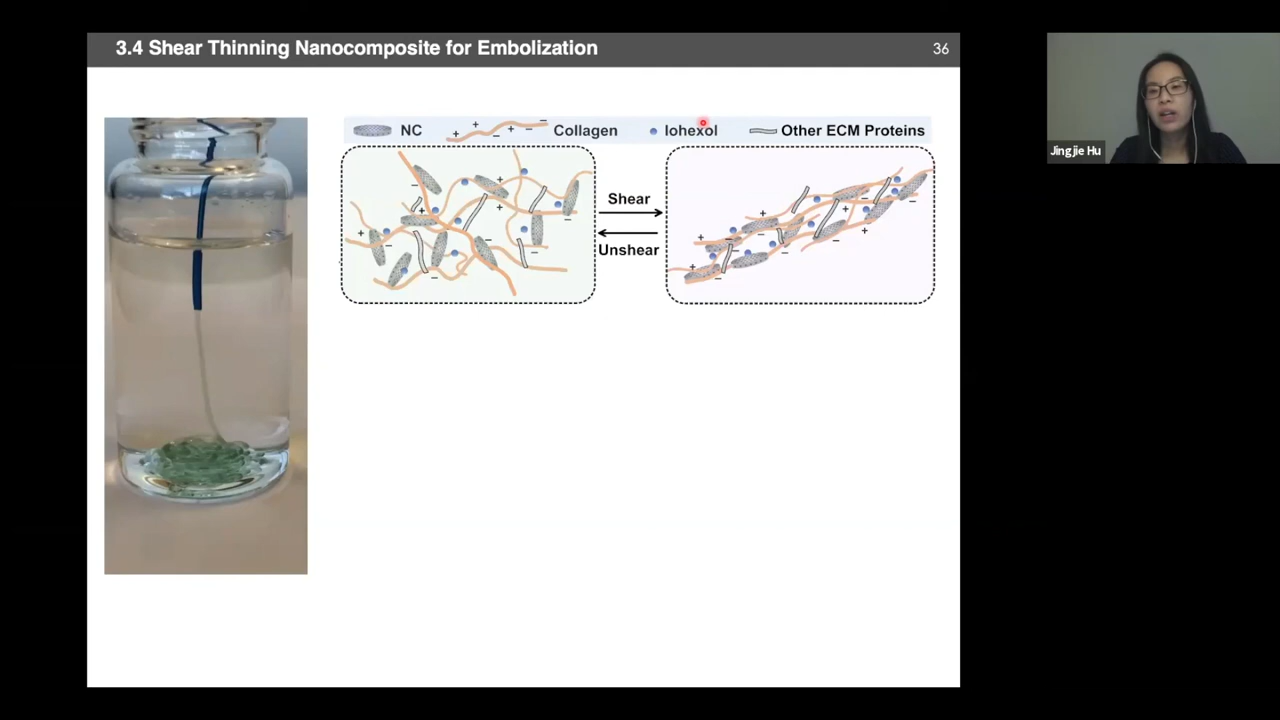 3.4 Shear Thinning Nanocomposite for Embolization
36
NC
Collagen
Iohexol
Other ECM Proteins
Shear
Unshear
Jingjie Hu